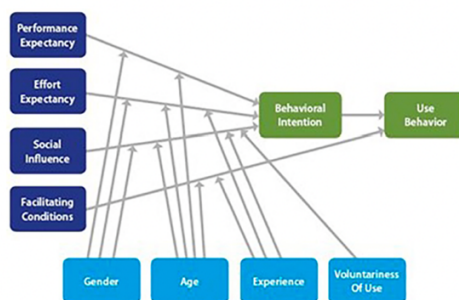 Performance
Expectancy
Effort
Expectancy
Social
Influence
Facilitating
Conditions
Behavioral
Intention
Use
Behavior
Gender
Age
Experience
Voluntariness
Of Use